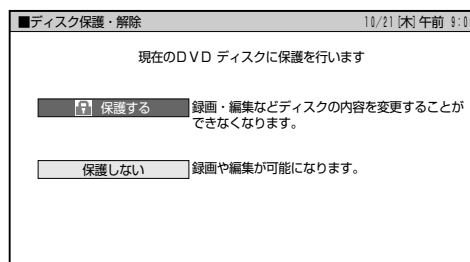 ■ディスク保護・解除 10/21[木]午前 9:0
現在のDVD ディスクに保護を行います
保護する 録画・編集などディスクの内容を変更することが
できなくなります。
保護しない 録画や編集が可能になります。